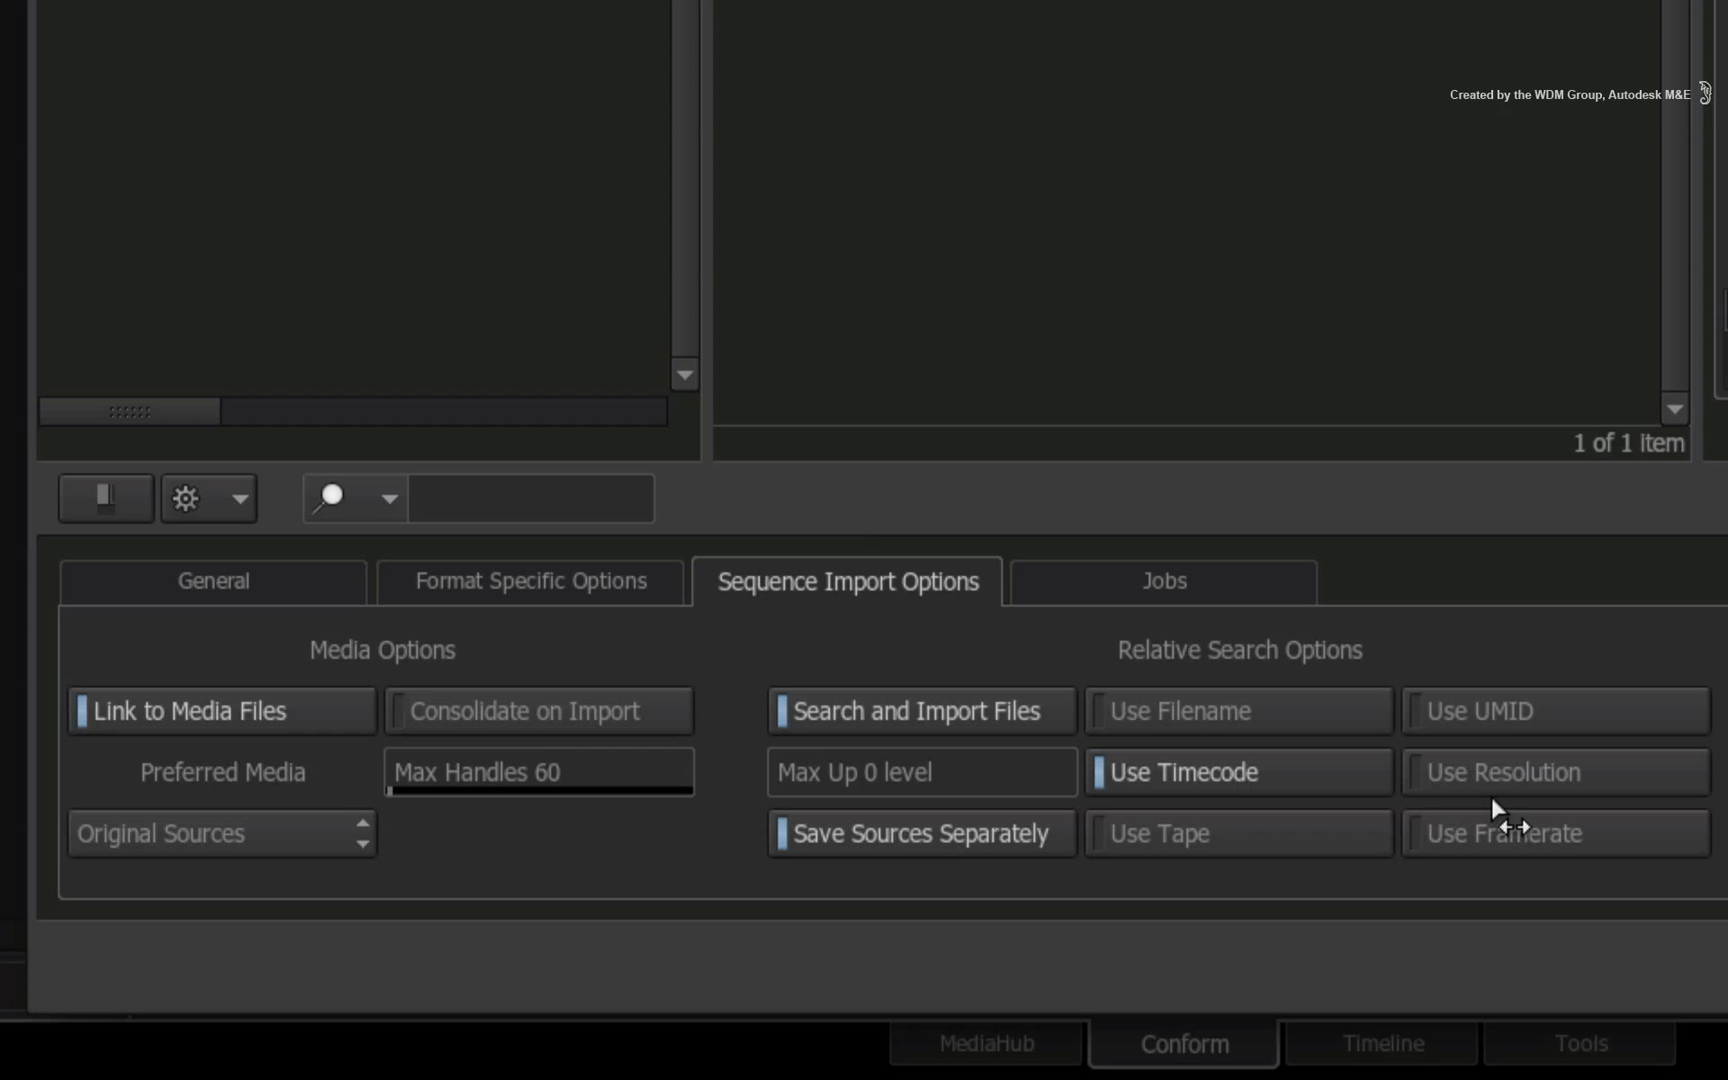 Created by the WDM Group, Autodesk M&E
1 of 1 item
General
Format Specific Options
Sequence Import Options
Jobs
Media Options
Relative Search Options
Link to Media Files
Consolidate on Import
Search and Import Files
Use Filename
Use UMID
Preferred Media
Max Handles 60
Max Up 0 level
Use Timecode
Use Resolution
Original Sources
Save Sources Separately
Use Tape
Use Framerate
MediaHub
Conform
Timeline
Tools